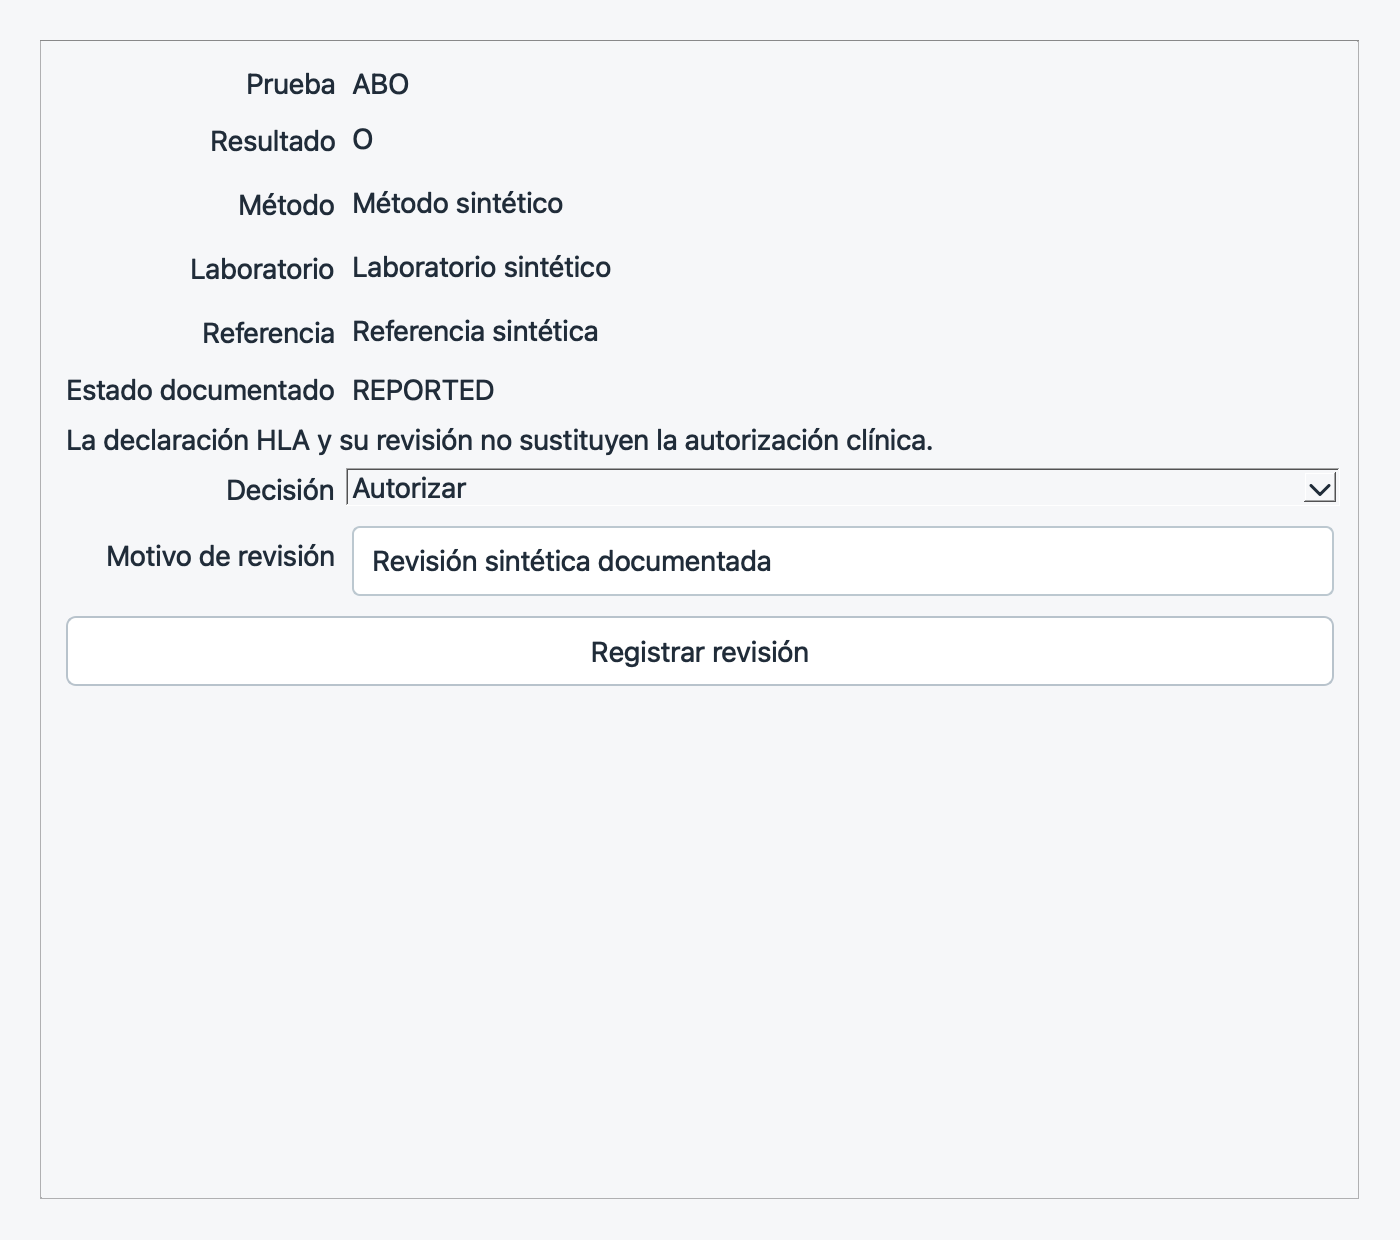 Prueba ABO
Resultado O
Método Método sintético
Laboratorio Laboratorio sintético
Referencia Referencia sintética
Estado documentado REPORTED
La declaración HLA y su revisión no sustituyen la autorización clínica.
Decisión Autorizar
Motivo de revisión Revisión sintética documentada
Registrar revisión